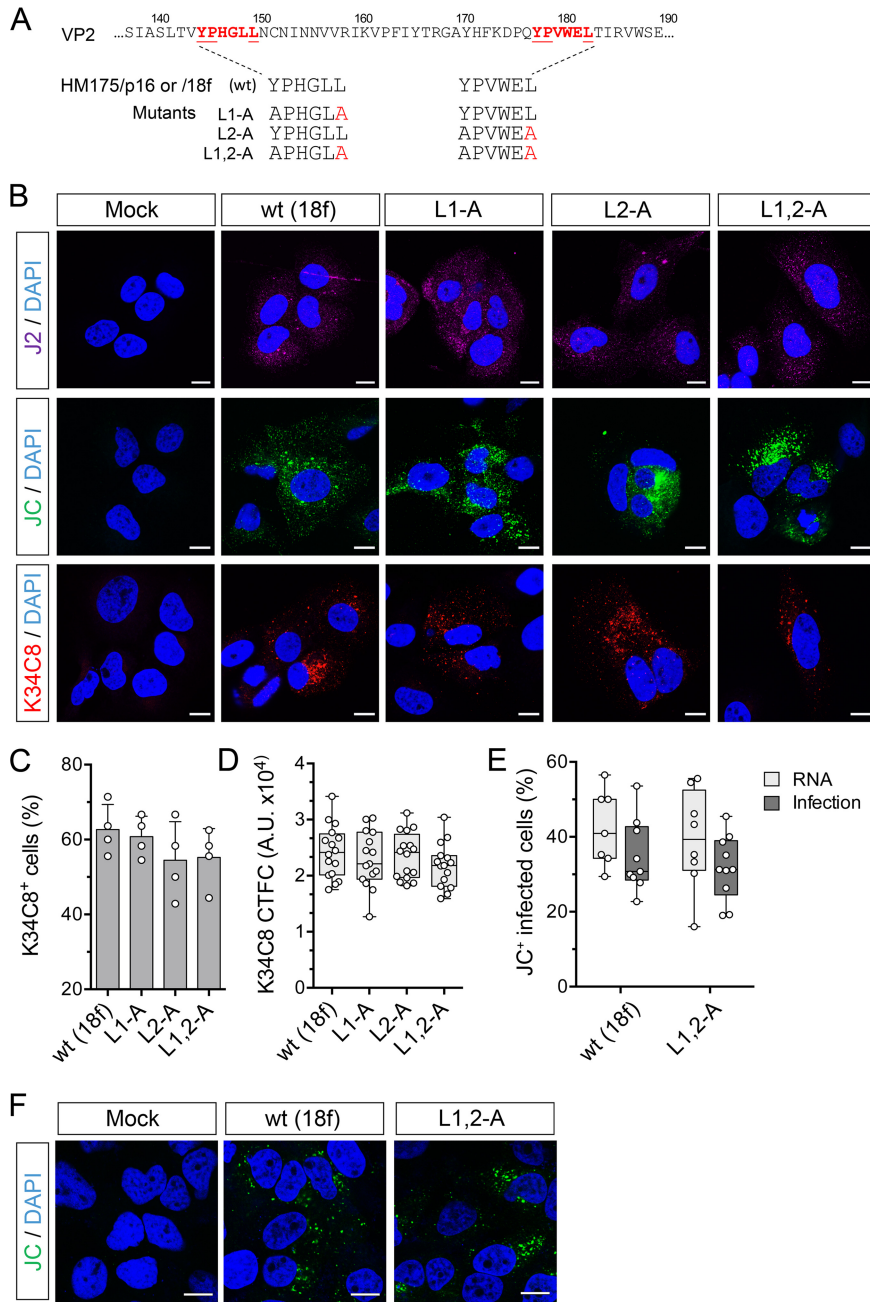 A
140 150 160 170 180 190
VP2 ...SIASLTVYPHGLLNCNINNVVRIKVPFIYTRGAYHFKDPQYPVWELTIRVWSE...
HM175/p16 or /18f (wt) YPHGLL YPVWEL
Mutants L1-A APHGLA YPVWEL
L2-A YPHGLL APVWEA
L1,2-A APHGLA APVWEA
B
Mock wt (18f) L1-A L2-A L1,2-A
J2 / DAPI
JC / DAPI
K34C8 / DAPI
C
K34C8+ cells (%)
80
60
40
20
wt (18f) L1-A L2-A L1,2-A
D
K34C8 CTFC (A.U. x10⁴)
4
3
2
1
0
wt (18f) L1-A L2-A L1,2-A
E
JC+ infected cells (%)
60
40
20
0
wt (18f) L1,2-A
RNA
Infection
F
Mock wt (18f) L1,2-A
JC / DAPI